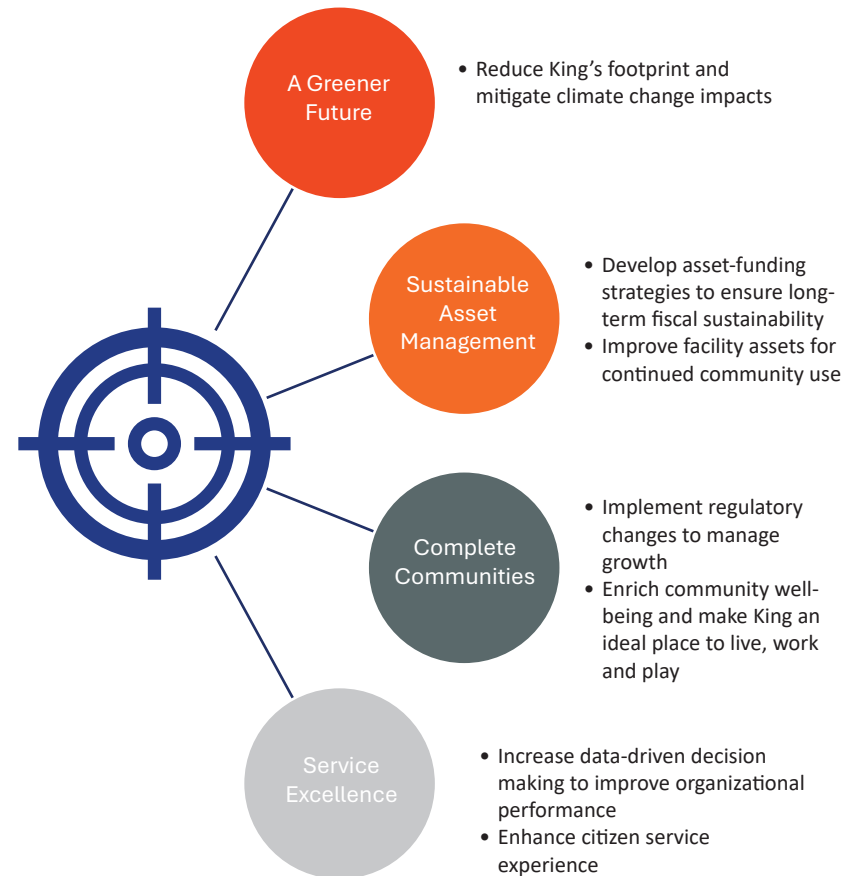 A Greener
Future
• Reduce King’s footprint and
mitigate climate change impacts
Sustainable
Asset
Management
• Develop asset-funding
strategies to ensure long-
term fiscal sustainability
• Improve facility assets for
continued community use
Complete
Communities
• Implement regulatory
changes to manage
growth
• Enrich community well-
being and make King an
ideal place to live, work
and play
Service
Excellence
• Increase data-driven decision
making to improve organizational
performance
• Enhance citizen service
experience